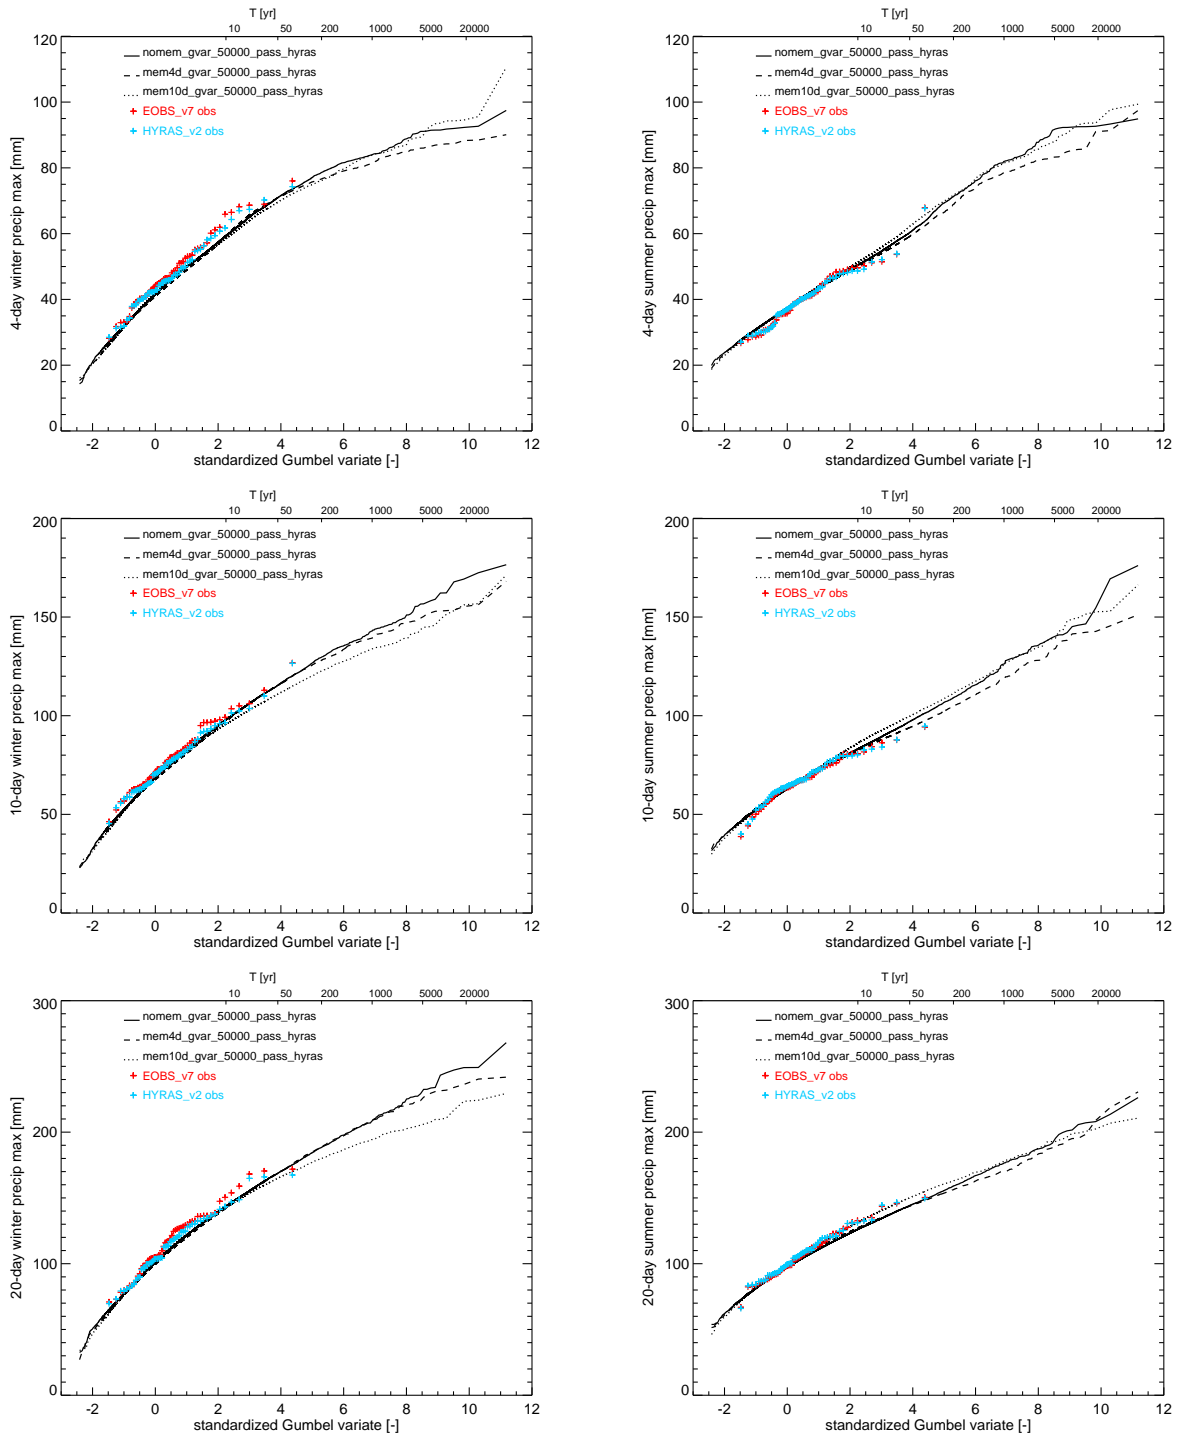 T [yr]
10 50 200 1000 5000 20000
120
100
80
60
40
20
0
4-day winter precip max [mm]
nomem_gvar_50000_pass_hyras
mem4d_gvar_50000_pass_hyras
mem10d_gvar_50000_pass_hyras
EOBS_v7 obs
HYRAS_v2 obs
-2 0 2 4 6 8 10 12
standardized Gumbel variate [-]
T [yr]
10 50 200 1000 5000 20000
120
100
80
60
40
20
0
4-day summer precip max [mm]
nomem_gvar_50000_pass_hyras
mem4d_gvar_50000_pass_hyras
mem10d_gvar_50000_pass_hyras
EOBS_v7 obs
HYRAS_v2 obs
-2 0 2 4 6 8 10 12
standardized Gumbel variate [-]
T [yr]
10 50 200 1000 5000 20000
200
150
100
50
0
10-day winter precip max [mm]
nomem_gvar_50000_pass_hyras
mem4d_gvar_50000_pass_hyras
mem10d_gvar_50000_pass_hyras
EOBS_v7 obs
HYRAS_v2 obs
-2 0 2 4 6 8 10 12
standardized Gumbel variate [-]
T [yr]
10 50 200 1000 5000 20000
200
150
100
50
0
10-day summer precip max [mm]
nomem_gvar_50000_pass_hyras
mem4d_gvar_50000_pass_hyras
mem10d_gvar_50000_pass_hyras
EOBS_v7 obs
HYRAS_v2 obs
-2 0 2 4 6 8 10 12
standardized Gumbel variate [-]
T [yr]
10 50 200 1000 5000 20000
300
200
100
0
20-day winter precip max [mm]
nomem_gvar_50000_pass_hyras
mem4d_gvar_50000_pass_hyras
mem10d_gvar_50000_pass_hyras
EOBS_v7 obs
HYRAS_v2 obs
-2 0 2 4 6 8 10 12
standardized Gumbel variate [-]
T [yr]
10 50 200 1000 5000 20000
300
200
100
0
20-day summer precip max [mm]
nomem_gvar_50000_pass_hyras
mem4d_gvar_50000_pass_hyras
mem10d_gvar_50000_pass_hyras
EOBS_v7 obs
HYRAS_v2 obs
-2 0 2 4 6 8 10 12
standardized Gumbel variate [-]